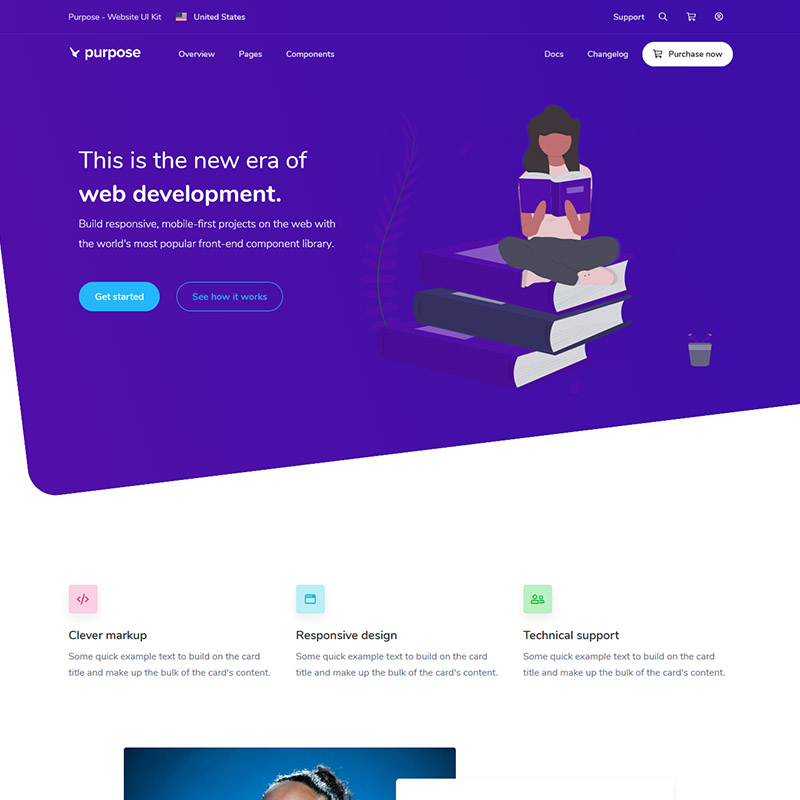 Purpose - Website UI Kit United States Support
purpose Overview Pages Components Docs Changelog Purchase now
This is the new era of
web development.
Build responsive, mobile-first projects on the web with
the world's most popular front-end component library.
Get started See how it works
Clever markup
Some quick example text to build on the card
title and make up the bulk of the card's content.
Responsive design
Some quick example text to build on the card
title and make up the bulk of the card's content.
Technical support
Some quick example text to build on the card
title and make up the bulk of the card's content.